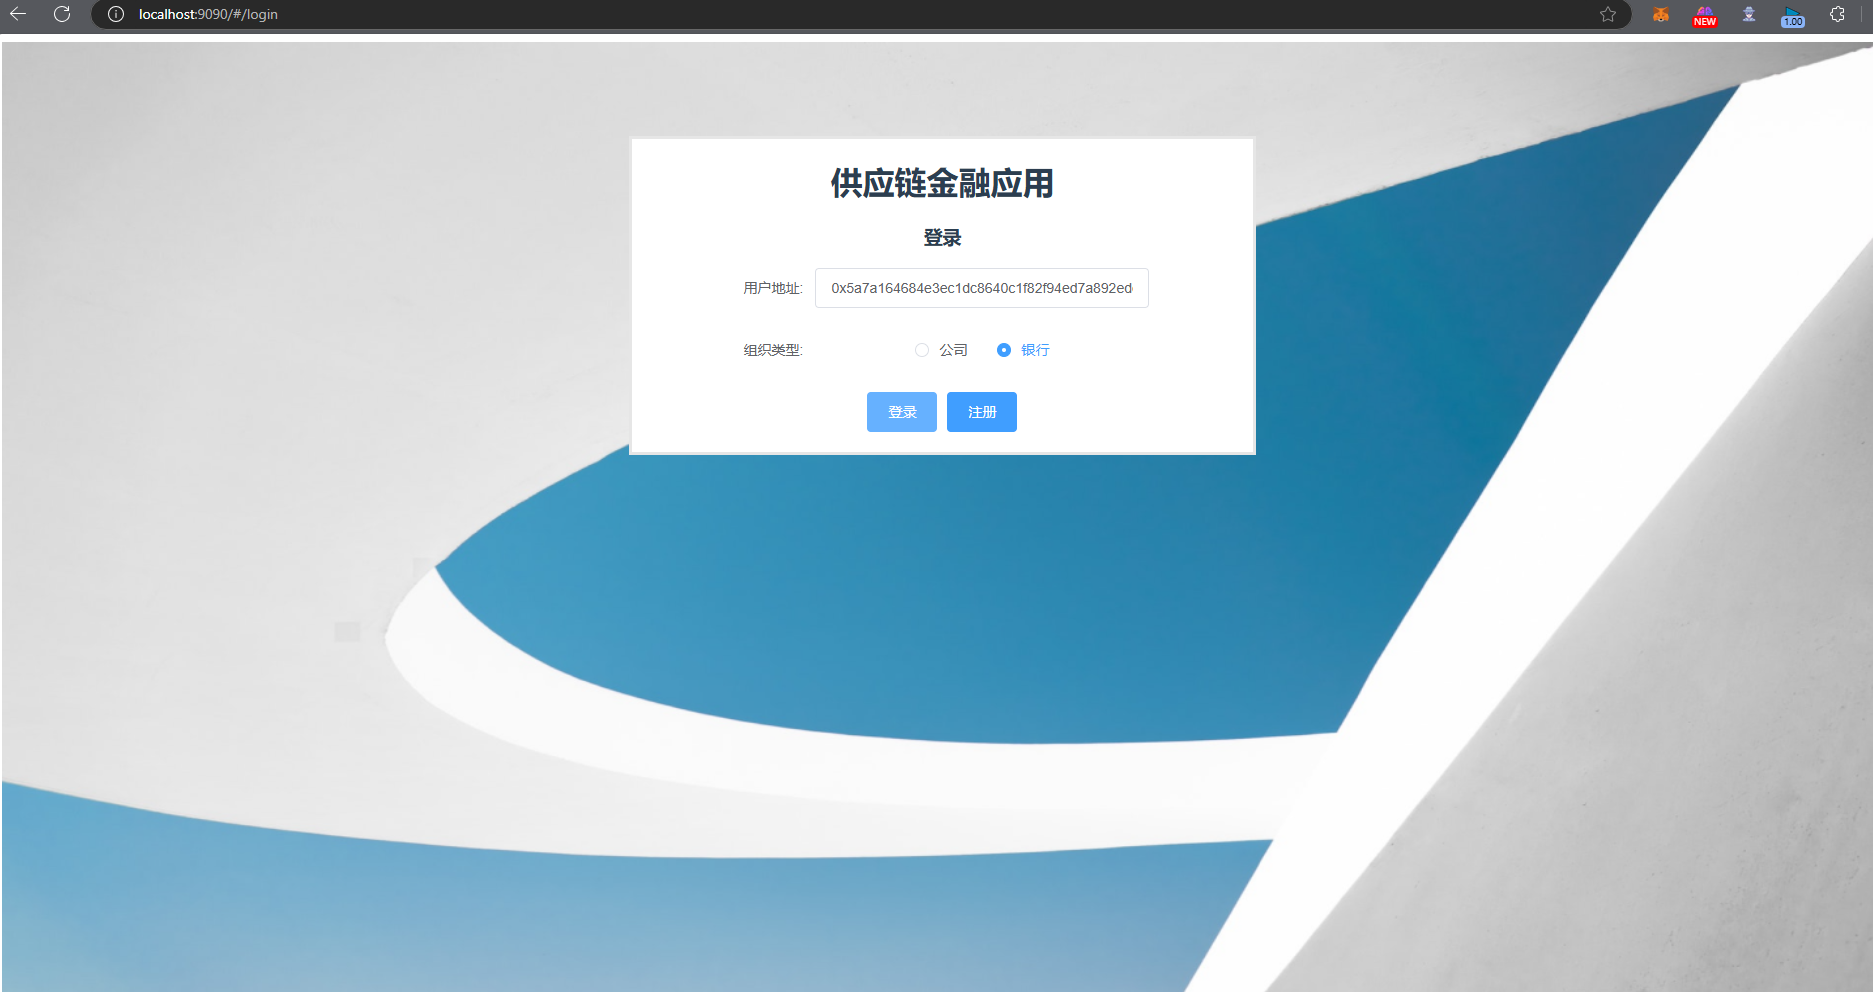 localhost:9090/#/login
NEW
1.00
供应链金融应用
登录
用户地址: 0x5a7a164684e3ec1dc8640c1f82f94ed7a892ed
组织类型: 公司 银行
登录 注册